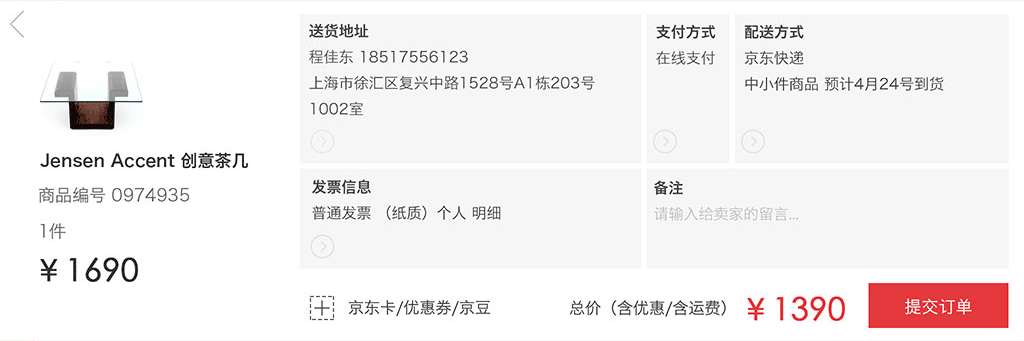 Jensen Accent 创意茶几
商品编号 0974935
1件
¥ 1690
送货地址
程佳东 18517556123
上海市徐汇区复兴中路1528号A1栋203号
1002室
支付方式
在线支付
配送方式
京东快递
中小件商品 预计4月24号到货
发票信息
普通发票 （纸质）个人 明细
备注
请输入给卖家的留言...
京东卡/优惠券/京豆
总价（含优惠/含运费）
¥ 1390
提交订单